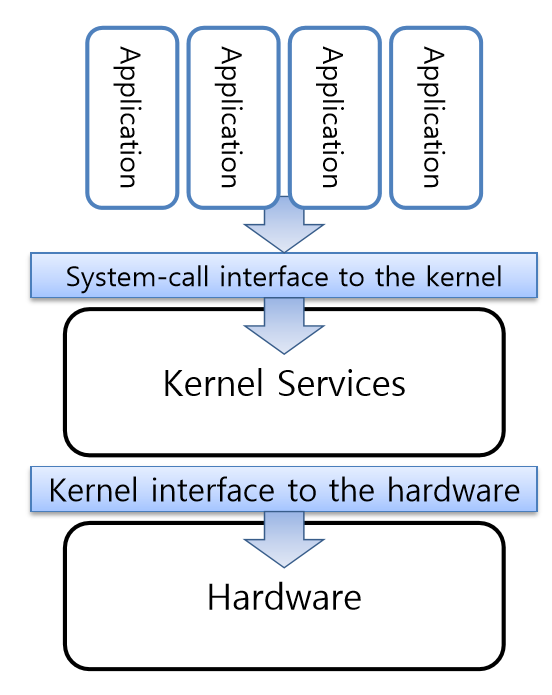 Application
Application
Application
Application
System-call interface to the kernel
Kernel Services
Kernel interface to the hardware
Hardware